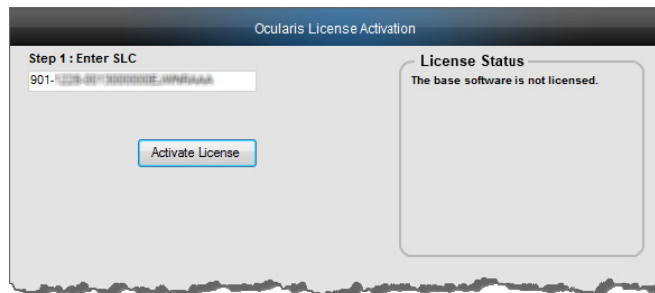 Ocularis License Activation
Step 1 : Enter SLC
901-
Activate License
License Status
The base software is not licensed.